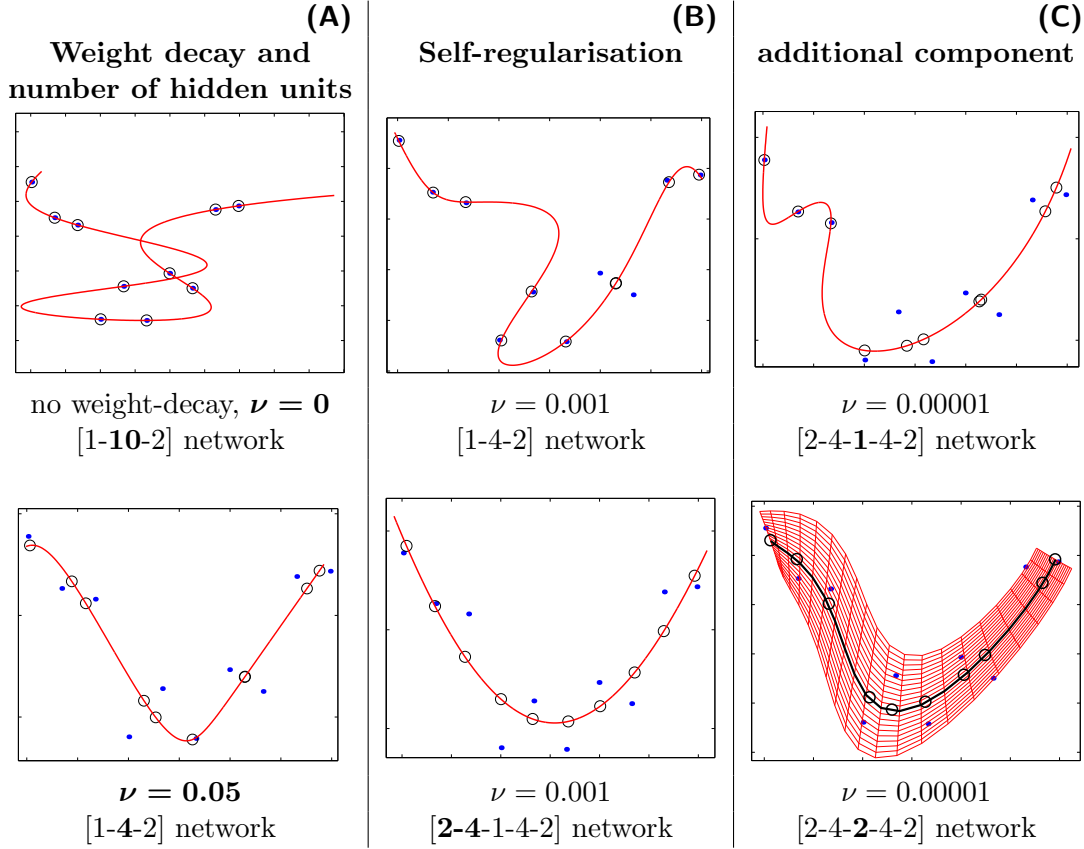 (A)
Weight decay and
number of hidden units
no weight-decay, ν = 0
[1-10-2] network
ν = 0.05
[1-4-2] network
(B)
Self-regularisation
ν = 0.001
[1-4-2] network
ν = 0.001
[2-4-1-4-2] network
(C)
additional component
ν = 0.00001
[2-4-1-4-2] network
ν = 0.00001
[2-4-2-4-2] network